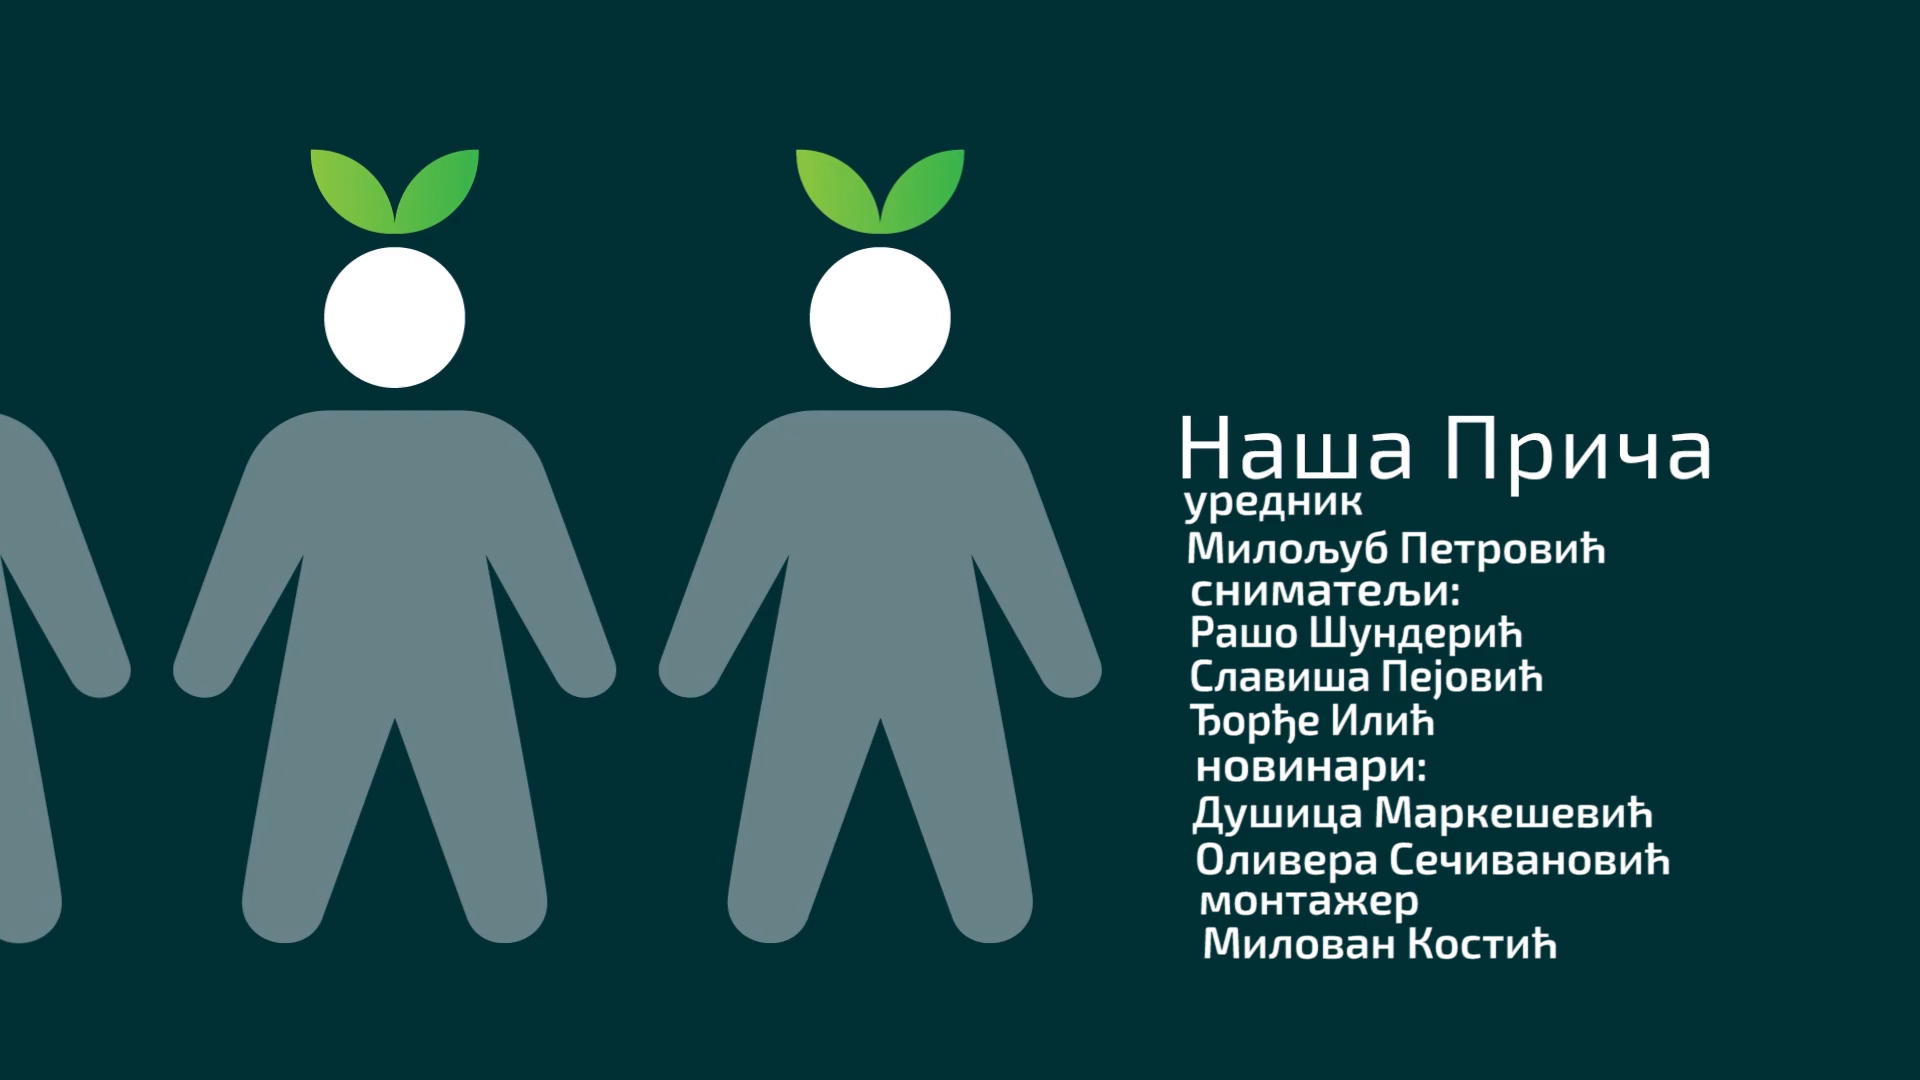 Наша Прича
уредник
Милољуб Петровић
сниматељи:
Рашо Шундерић
Славиша Пејовић
Ђорђе Илић
новинари:
Душица Маркешевић
Оливера Сечивановић
монтажер
Милован Костић